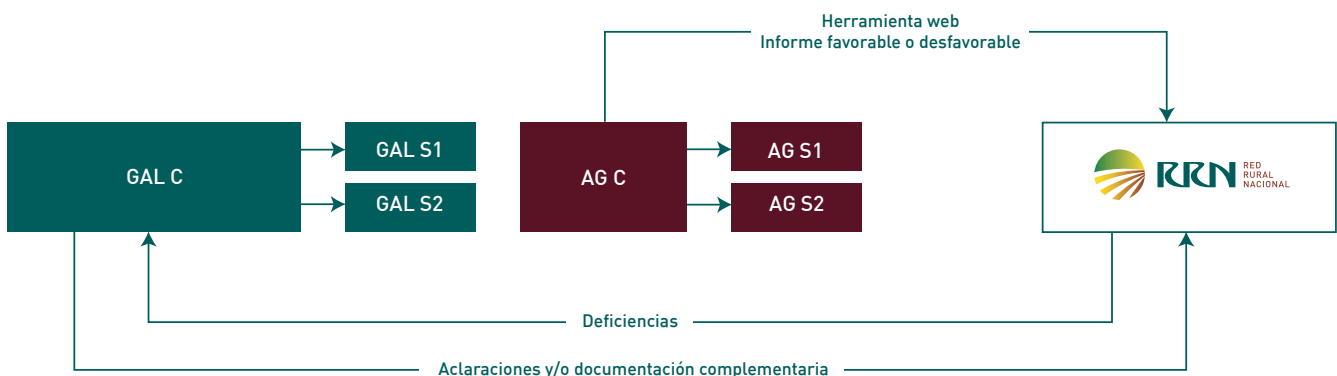 Herramienta web
Informe favorable o desfavorable
GAL C
GAL S1
GAL S2
AG C
AG S1
AG S2
RRN
RED
RURAL
NACIONAL
Deficiencias
Aclaraciones y/o documentación complementaria